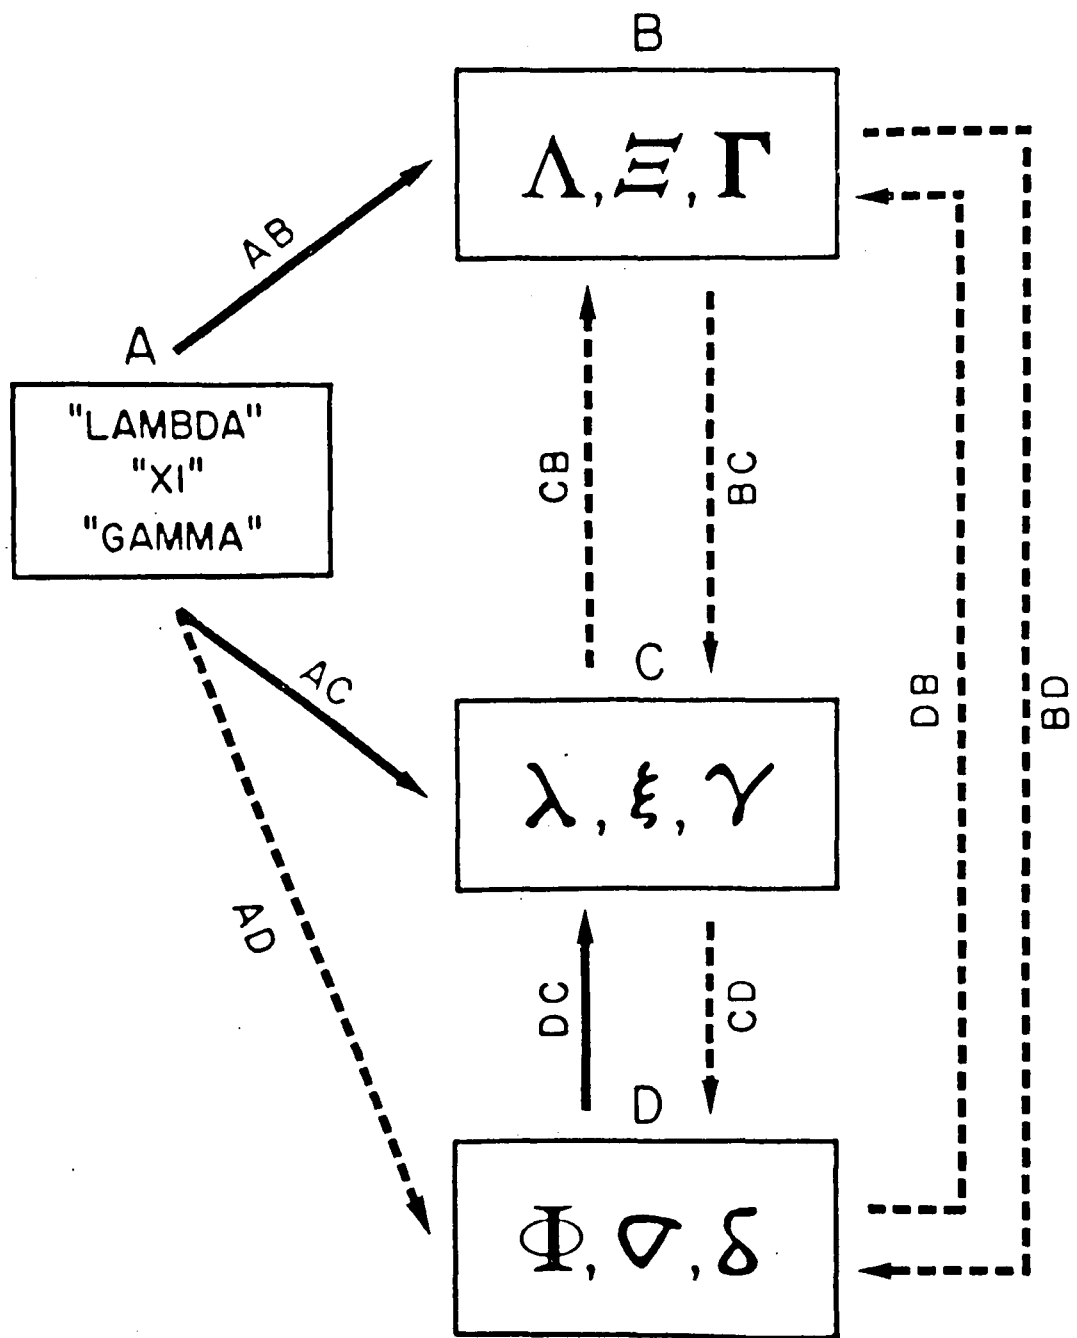 B
Λ, Ξ, Γ
AB
A
"LAMBDA"
"XI"
"GAMMA"
CB
BC
AC
C
λ, ξ, γ
DB
BD
AD
DC
CD
D
Φ, σ, δ